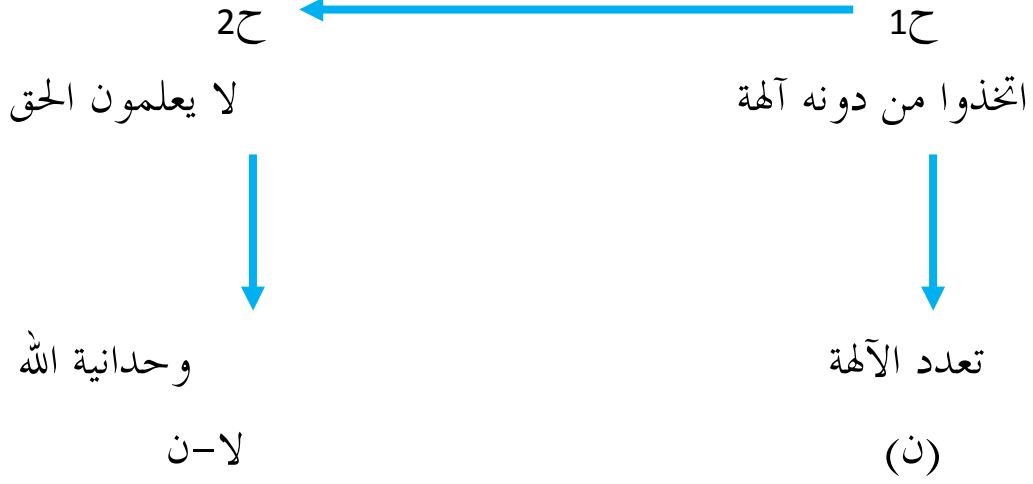 ح1 ح2
اتخذوا من دونه آلهة لا يعلمون الحق
تعدد الآلهة وحدانية الله
(ن) لا-ن